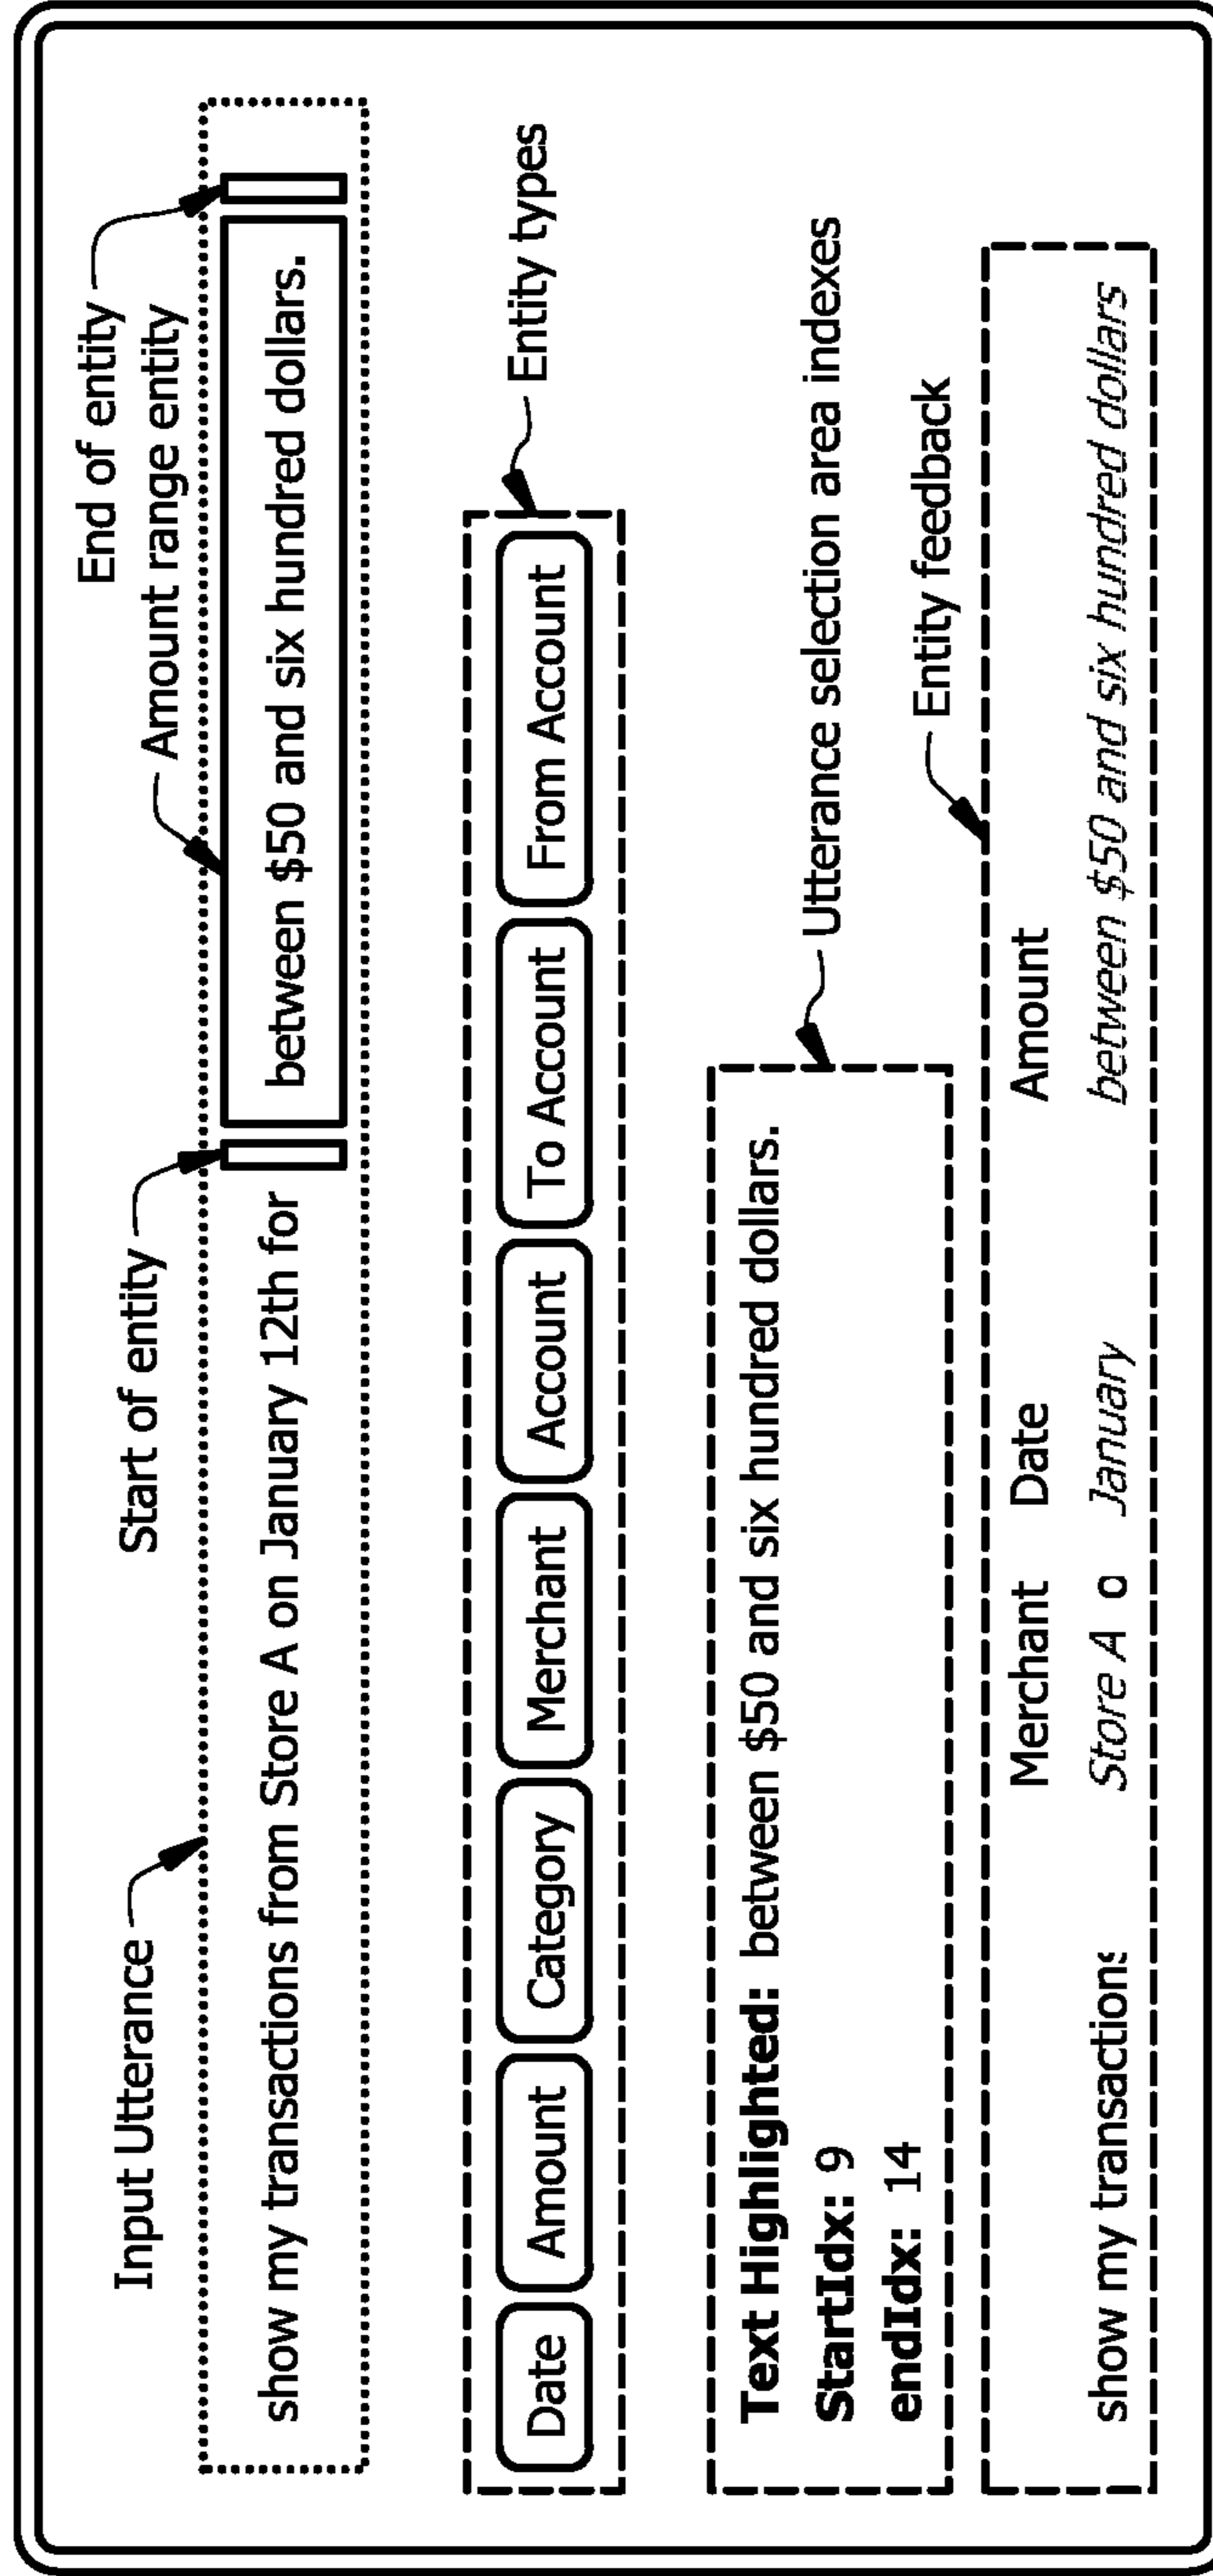 End of entity
Input Utterance Start of entity Amount range entity
show my transactions from Store A on January 12th for between $50 and six hundred dollars.
Date Amount Category Merchant Account To Account From Account
Entity types
Text Highlighted: between $50 and six hundred dollars.
StartIdx: 9
endIdx: 14
Utterance selection area indexes
Entity feedback
Merchant Date Amount
show my transactions Store A o January between $50 and six hundred dollars